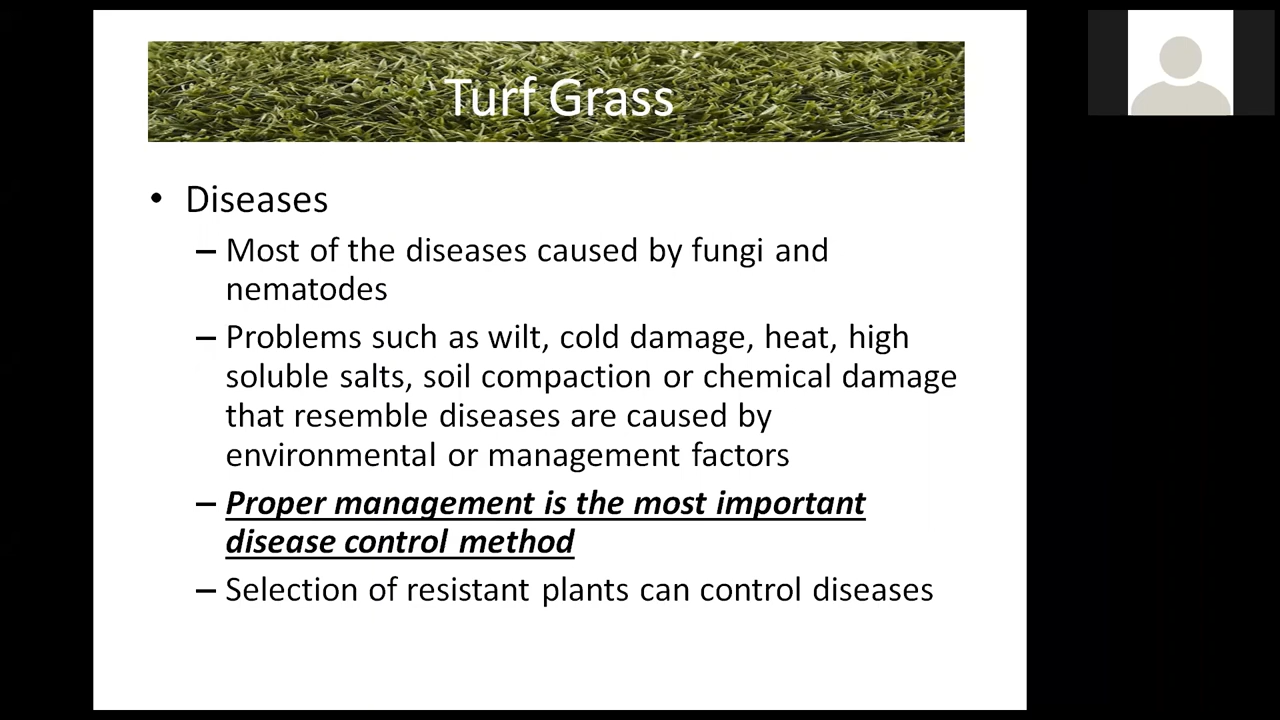 Turf Grass
• Diseases
– Most of the diseases caused by fungi and
nematodes
– Problems such as wilt, cold damage, heat, high
soluble salts, soil compaction or chemical damage
that resemble diseases are caused by
environmental or management factors
– Proper management is the most important
disease control method
– Selection of resistant plants can control diseases